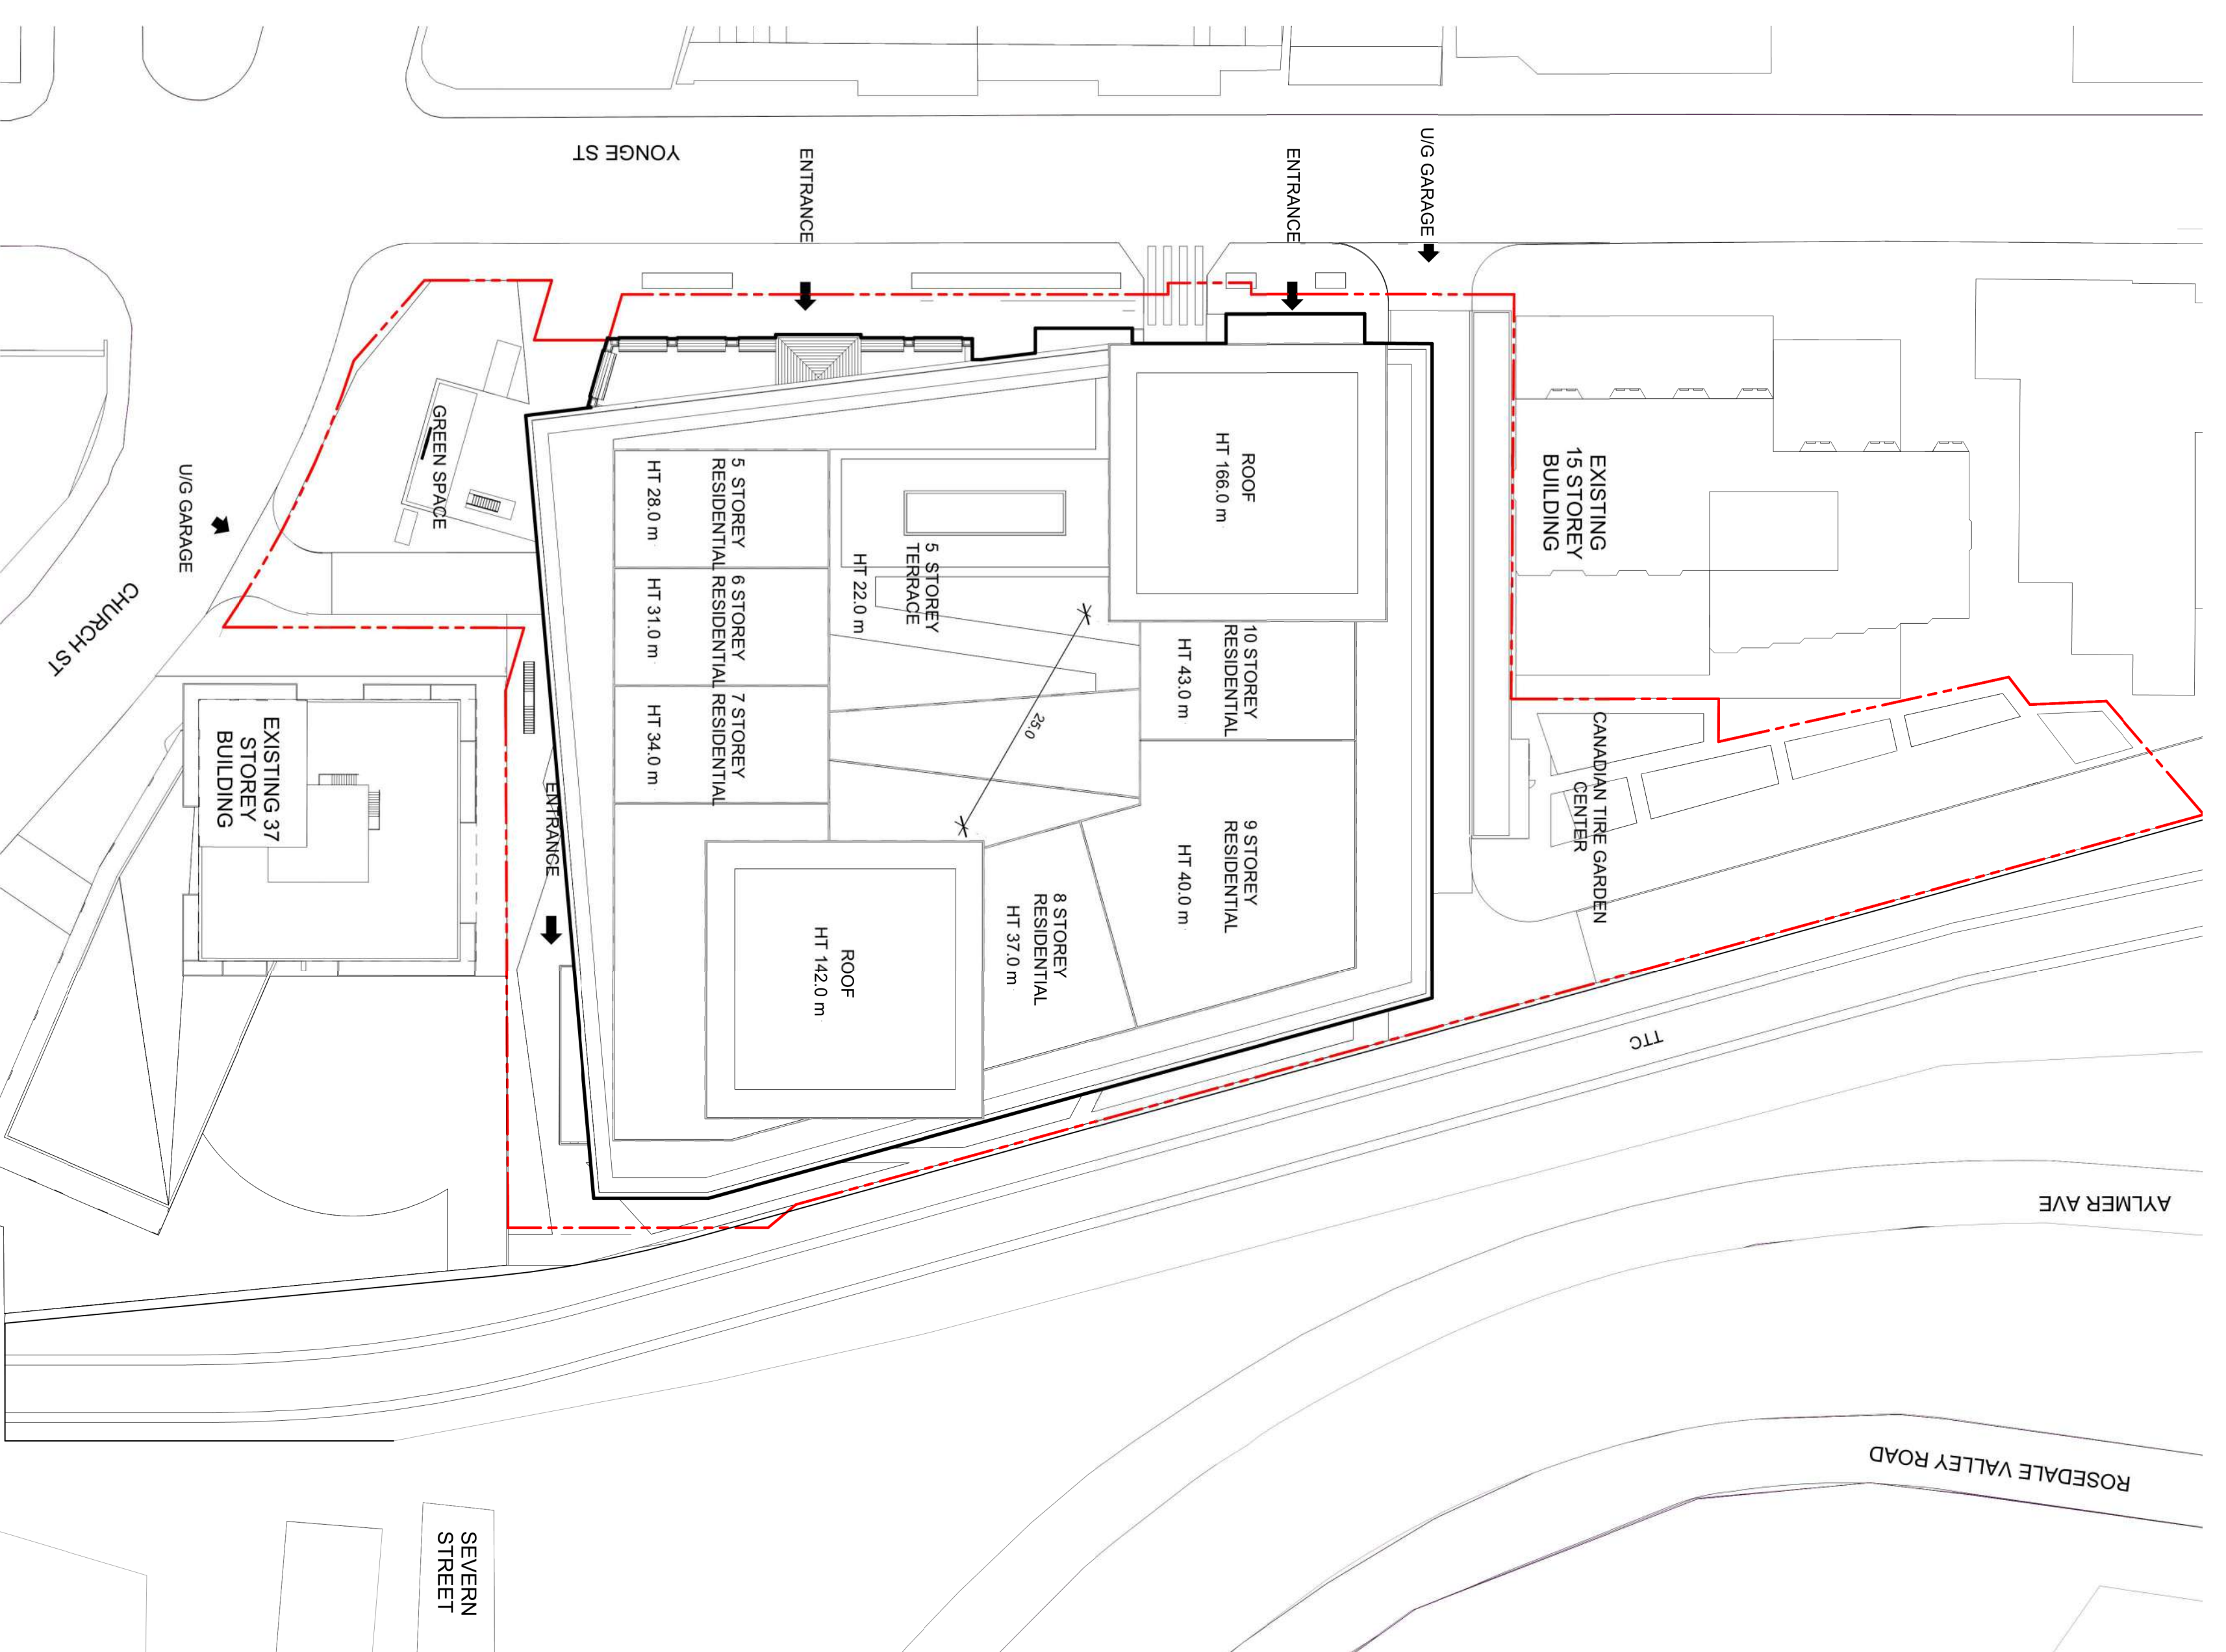 YONGE ST
ENTRANCE
ENTRANCE
U/G GARAGE
GREEN SPACE
U/G GARAGE
CHURCH ST
5 STOREY
RESIDENTIAL
HT 28.0 m
6 STOREY
RESIDENTIAL
HT 31.0 m
7 STOREY
RESIDENTIAL
HT 34.0 m
5 STOREY
TERRACE
HT 22.0 m
ROOF
HT 166.0 m
EXISTING
15 STOREY
BUILDING
10 STOREY
RESIDENTIAL
HT 43.0 m
25.0
9 STOREY
RESIDENTIAL
HT 40.0 m
8 STOREY
RESIDENTIAL
HT 37.0 m
ROOF
HT 142.0 m
CANADIAN TIRE GARDEN
CENTER
EXISTING 37
STOREY
BUILDING
ENTRANCE
TTC
AYLMER AVE
ROSEDALE VALLEY ROAD
SEVERN
STREET